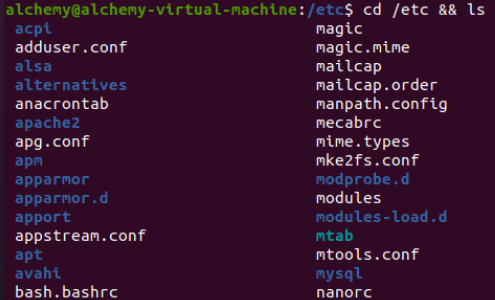 alchemy@alchemy-virtual-machine:/etc$ cd /etc && ls
acpi magic
adduser.conf magic.mime
alsa mailcap
alternatives mailcap.order
anacrontab manpath.config
apache2 mecabrc
apg.conf mime.types
apm mke2fs.conf
apparmor modprobe.d
apparmor.d modules
apport modules-load.d
appstream.conf mtab
apt mtools.conf
avahi mysql
bash.bashrc nanorc